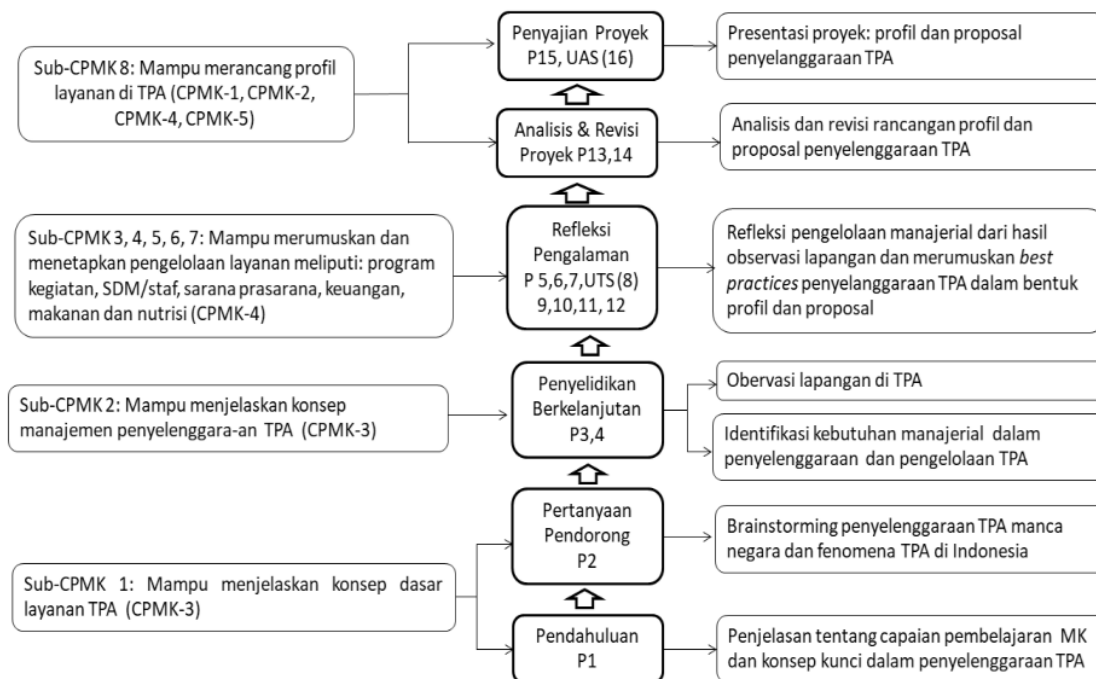 Penyajian Proyek
P15, UAS (16)
Presentasi proyek: profil dan proposal
penyelanggaraan TPA
Sub-CPMK 8: Mampu merancang profil
layanan di TPA (CPMK-1, CPMK-2,
CPMK-4, CPMK-5)
Analisis & Revisi
Proyek P13,14
Analisis dan revisi rancangan profil dan
proposal penyelenggaraan TPA
Sub-CPMK 3, 4, 5, 6, 7: Mampu merumuskan dan
menetapkan pengelolaan layanan meliputi: program
kegiatan, SDM/staf, sarana prasarana, keuangan,
makanan dan nutrisi (CPMK-4)
Refleksi
Pengalaman
P 5,6,7,UTS (8)
9,10,11, 12
Refleksi pengelolaan manajerial dari hasil
observasi lapangan dan merumuskan best
practices penyelenggaraan TPA dalam bentuk
profil dan proposal
Sub-CPMK 2: Mampu menjelaskan konsep
manajemen penyelenggara-an TPA (CPMK-3)
Penyelidikan
Berkelanjutan
P3,4
Obervasi lapangan di TPA
Identifikasi kebutuhan manajerial dalam
penyelenggaraan dan pengelolaan TPA
Pertanyaan
Pendorong
P2
Brainstorming penyelenggaraan TPA manca
negara dan fenomena TPA di Indonesia
Sub-CPMK 1: Mampu menjelaskan konsep dasar
layanan TPA (CPMK-3)
Pendahuluan
P1
Penjelasan tentang capaian pembelajaran MK
dan konsep kunci dalam penyelenggaraan TPA